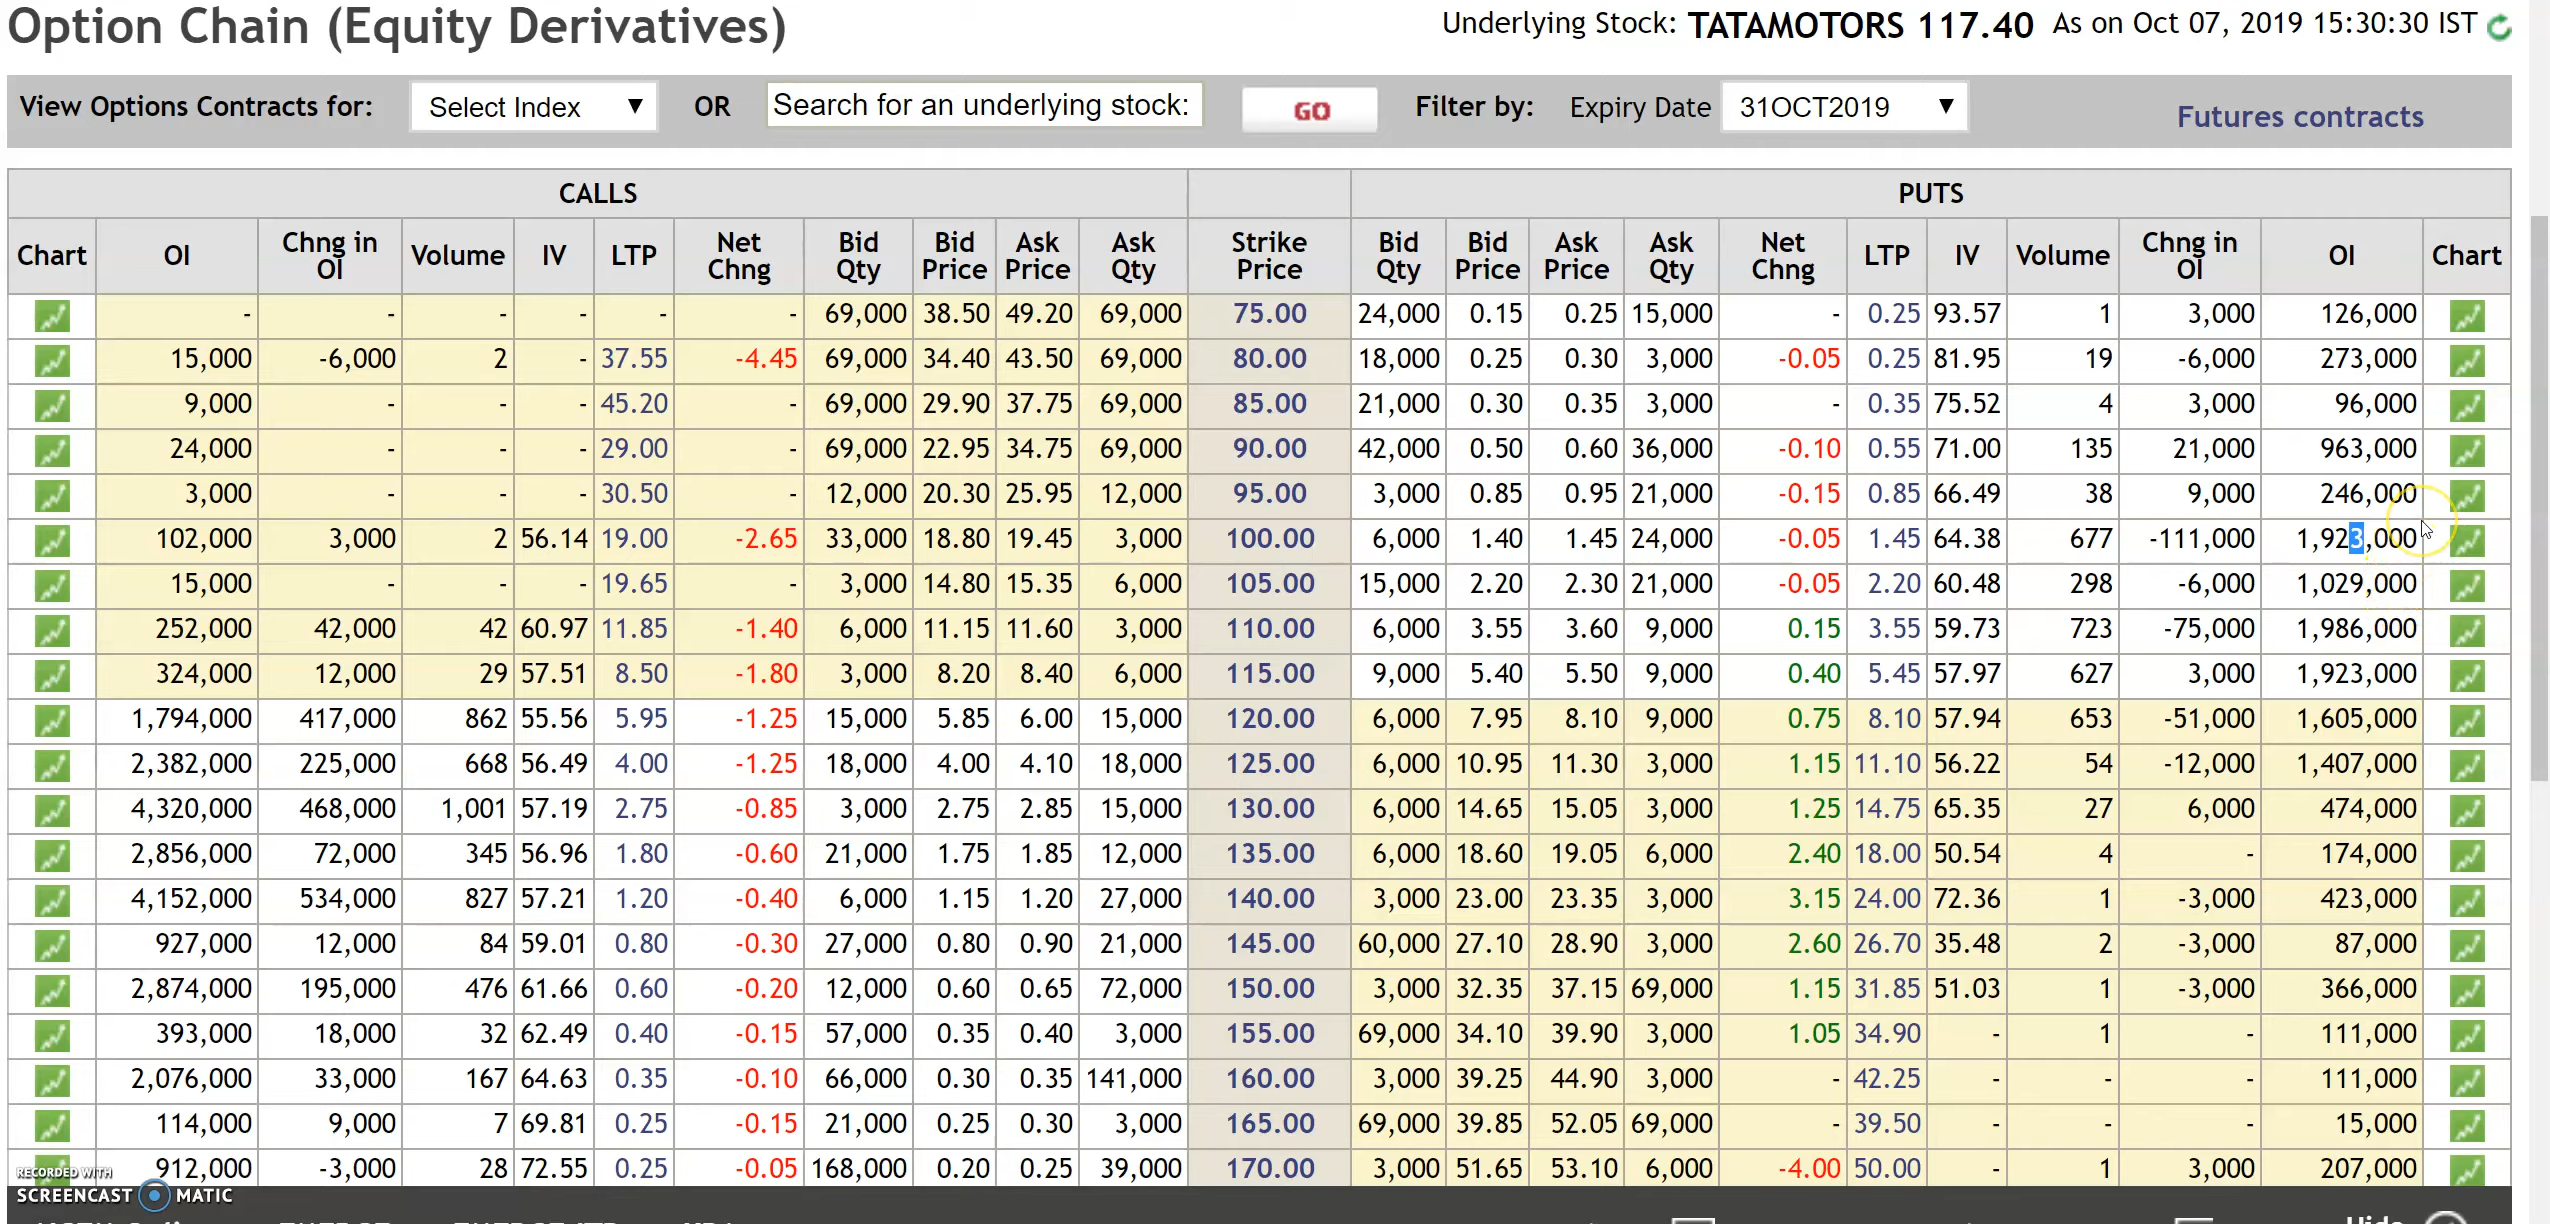 Option Chain (Equity Derivatives)
Underlying Stock: TATAMOTORS 117.40 As on Oct 07, 2019 15:30:30 IST
View Options Contracts for: Select Index ▼ OR Search for an underlying stock: GO Filter by: Expiry Date 31OCT2019 ▼ Futures contracts
CALLS PUTS
Chart OI Chng in OI Volume IV LTP Net Chng Bid Qty Bid Price Ask Price Ask Qty Strike Price Bid Qty Bid Price Ask Price Ask Qty Net Chng LTP IV Volume Chng in OI OI Chart
- - - - - - 69,000 38.50 49.20 69,000 75.00 24,000 0.15 0.25 15,000 - 0.25 93.57 1 3,000 126,000
15,000 -6,000 2 - 37.55 -4.45 69,000 34.40 43.50 69,000 80.00 18,000 0.25 0.30 3,000 -0.05 0.25 81.95 19 -6,000 273,000
9,000 - - - 45.20 - 69,000 29.90 37.75 69,000 85.00 21,000 0.30 0.35 3,000 - 0.35 75.52 4 3,000 96,000
24,000 - - - 29.00 - 69,000 22.95 34.75 69,000 90.00 42,000 0.50 0.60 36,000 -0.10 0.55 71.00 135 21,000 963,000
3,000 - - - 30.50 - 12,000 20.30 25.95 12,000 95.00 3,000 0.85 0.95 21,000 -0.15 0.85 66.49 38 9,000 246,000
102,000 3,000 2 56.14 19.00 -2.65 33,000 18.80 19.45 3,000 100.00 6,000 1.40 1.45 24,000 -0.05 1.45 64.38 677 -111,000 1,923,000
15,000 - - - 19.65 - 3,000 14.80 15.35 6,000 105.00 15,000 2.20 2.30 21,000 -0.05 2.20 60.48 298 -6,000 1,029,000
252,000 42,000 42 60.97 11.85 -1.40 6,000 11.15 11.60 3,000 110.00 6,000 3.55 3.60 9,000 0.15 3.55 59.73 723 -75,000 1,986,000
324,000 12,000 29 57.51 8.50 -1.80 3,000 8.20 8.40 6,000 115.00 9,000 5.40 5.50 9,000 0.40 5.45 57.97 627 3,000 1,923,000
1,794,000 417,000 862 55.56 5.95 -1.25 15,000 5.85 6.00 15,000 120.00 6,000 7.95 8.10 9,000 0.75 8.10 57.94 653 -51,000 1,605,000
2,382,000 225,000 668 56.49 4.00 -1.25 18,000 4.00 4.10 18,000 125.00 6,000 10.95 11.30 3,000 1.15 11.10 56.22 54 -12,000 1,407,000
4,320,000 468,000 1,001 57.19 2.75 -0.85 3,000 2.75 2.85 15,000 130.00 6,000 14.65 15.05 3,000 1.25 14.75 65.35 27 6,000 474,000
2,856,000 72,000 345 56.96 1.80 -0.60 21,000 1.75 1.85 12,000 135.00 6,000 18.60 19.05 6,000 2.40 18.00 50.54 4 - 174,000
4,152,000 534,000 827 57.21 1.20 -0.40 6,000 1.15 1.20 27,000 140.00 3,000 23.00 23.35 3,000 3.15 24.00 72.36 1 -3,000 423,000
927,000 12,000 84 59.01 0.80 -0.30 27,000 0.80 0.90 21,000 145.00 60,000 27.10 28.90 3,000 2.60 26.70 35.48 2 -3,000 87,000
2,874,000 195,000 476 61.66 0.60 -0.20 12,000 0.60 0.65 72,000 150.00 3,000 32.35 37.15 69,000 1.15 31.85 51.03 1 -3,000 366,000
393,000 18,000 32 62.49 0.40 -0.15 57,000 0.35 0.40 3,000 155.00 69,000 34.10 39.90 3,000 1.05 34.90 - 1 - 111,000
2,076,000 33,000 167 64.63 0.35 -0.10 66,000 0.30 0.35 141,000 160.00 3,000 39.25 44.90 3,000 - 42.25 - - - 111,000
114,000 9,000 7 69.81 0.25 -0.15 21,000 0.25 0.30 3,000 165.00 69,000 39.85 52.05 69,000 - 39.50 - - - 15,000
912,000 -3,000 28 72.55 0.25 -0.05 168,000 0.20 0.25 39,000 170.00 3,000 51.65 53.10 6,000 -4.00 50.00 - 1 3,000 207,000
RECORDED WITH
SCREENCAST MATIC